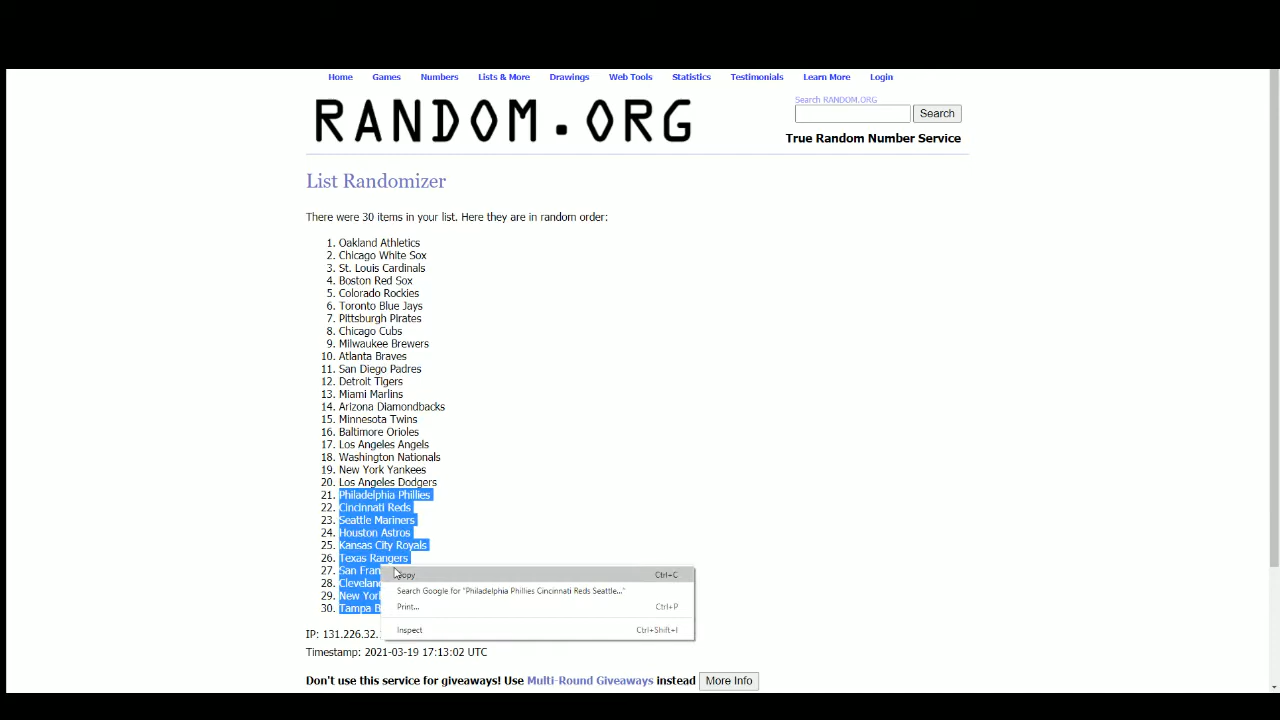 Home Games Numbers Lists & More Drawings Web Tools Statistics Testimonials Learn More Login
RANDOM.ORG
Search RANDOM.ORG
Search
True Random Number Service
List Randomizer
There were 30 items in your list. Here they are in random order:
1. Oakland Athletics
2. Chicago White Sox
3. St. Louis Cardinals
4. Boston Red Sox
5. Colorado Rockies
6. Toronto Blue Jays
7. Pittsburgh Pirates
8. Chicago Cubs
9. Milwaukee Brewers
10. Atlanta Braves
11. San Diego Padres
12. Detroit Tigers
13. Miami Marlins
14. Arizona Diamondbacks
15. Minnesota Twins
16. Baltimore Orioles
17. Los Angeles Angels
18. Washington Nationals
19. New York Yankees
20. Los Angeles Dodgers
21. Philadelphia Phillies
22. Cincinnati Reds
23. Seattle Mariners
24. Houston Astros
25. Kansas City Royals
26. Texas Rangers
27. San Fran
28. Cleveland
29. New York
30. Tampa B
Copy Ctrl+C
Search Google for "Philadelphia Phillies Cincinnati Reds Seattle..."
Print... Ctrl+P
Inspect Ctrl+Shift+I
IP: 131.226.32.
Timestamp: 2021-03-19 17:13:02 UTC
Don't use this service for giveaways! Use Multi-Round Giveaways instead More Info